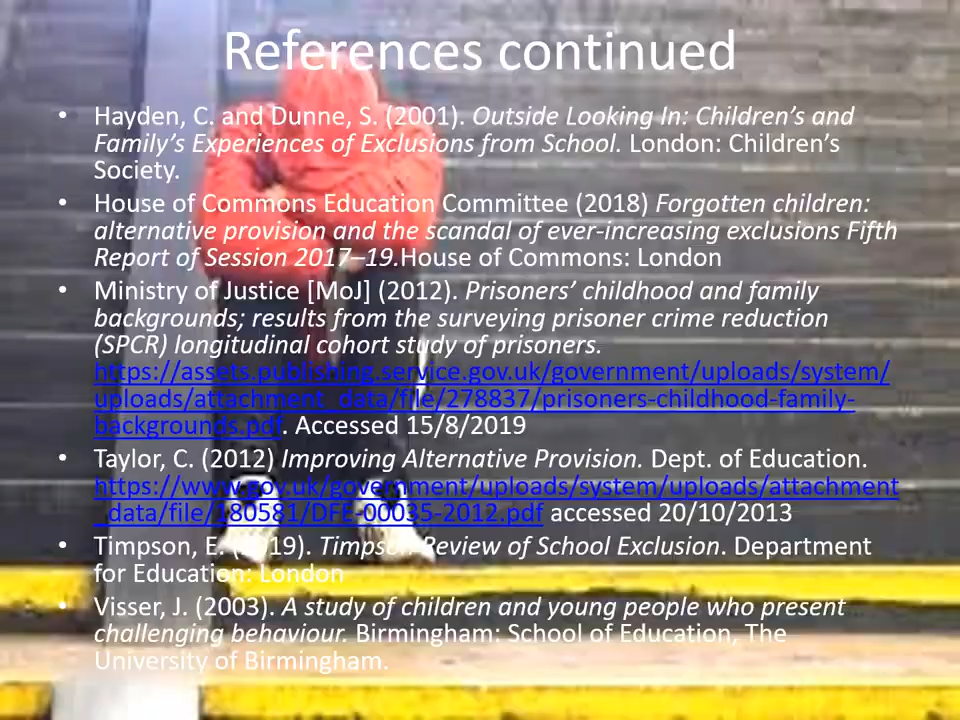 References continued
• Hayden, C. and Dunne, S. (2001). Outside Looking In: Children’s and
Family’s Experiences of Exclusions from School. London: Children’s
Society.
• House of Commons Education Committee (2018) Forgotten children:
alternative provision and the scandal of ever-increasing exclusions Fifth
Report of Session 2017–19.House of Commons: London
• Ministry of Justice [MoJ] (2012). Prisoners’ childhood and family
backgrounds; results from the surveying prisoner crime reduction
(SPCR) longitudinal cohort study of prisoners.
https://assets.publishing.service.gov.uk/government/uploads/system/
uploads/attachment_data/file/278837/prisoners-childhood-family-
backgrounds.pdf. Accessed 15/8/2019
• Taylor, C. (2012) Improving Alternative Provision. Dept. of Education.
https://www.gov.uk/government/uploads/system/uploads/attachment
_data/file/180581/DFE-00035-2012.pdf accessed 20/10/2013
• Timpson, E. (2019). Timpson Review of School Exclusion. Department
for Education: London
• Visser, J. (2003). A study of children and young people who present
challenging behaviour. Birmingham: School of Education, The
University of Birmingham.